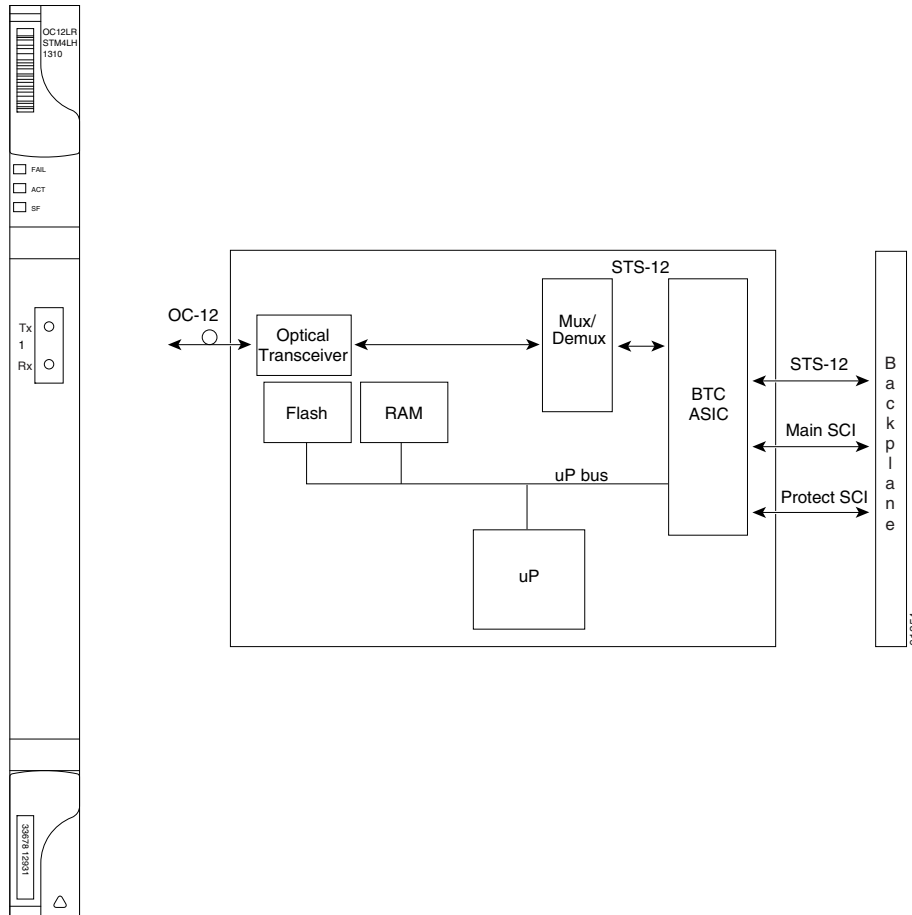 OC12LR
STM4LH
1310
FAIL
ACT
SF
Tx
1
Rx
33678 12931
OC-12
Optical
Transceiver
Flash
RAM
uP bus
uP
STS-12
Mux/
Demux
BTC
ASIC
STS-12
Main SCI
Protect SCI
Backplane